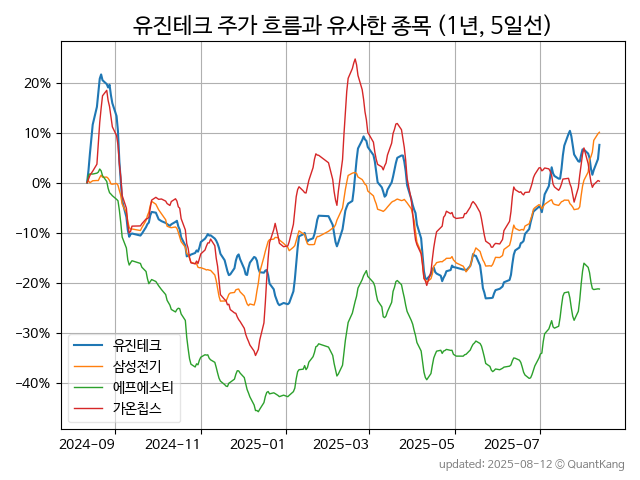 유진테크 주가 흐름과 유사한 종목 (1년, 5일선)
20%
10%
0%
−10%
−20%
−30%
−40%
유진테크
삼성전기
에프에스티
가온칩스
2024-09 2024-11 2025-01 2025-03 2025-05 2025-07
updated: 2025-08-12 © QuantKang